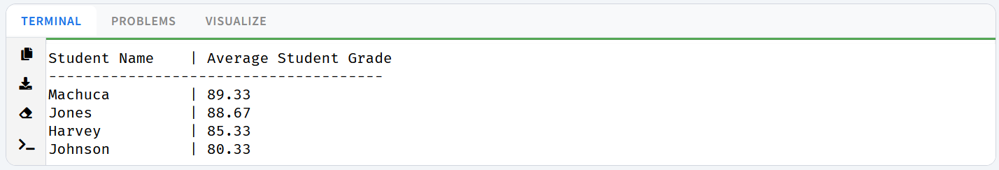 TERMINAL PROBLEMS VISUALIZE
Student Name    | Average Student Grade
--------------------------------------
Machuca         | 89.33
Jones           | 88.67
Harvey          | 85.33
Johnson         | 80.33